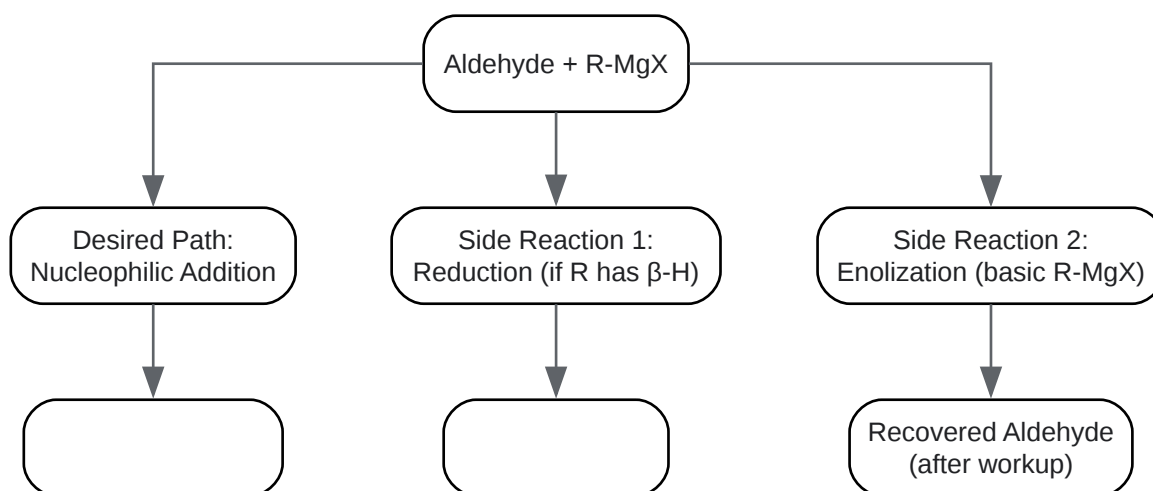 Aldehyde + R-MgX
Desired Path:
Nucleophilic Addition
Side Reaction 1:
Reduction (if R has β-H)
Side Reaction 2:
Enolization (basic R-MgX)
Recovered Aldehyde
(after workup)